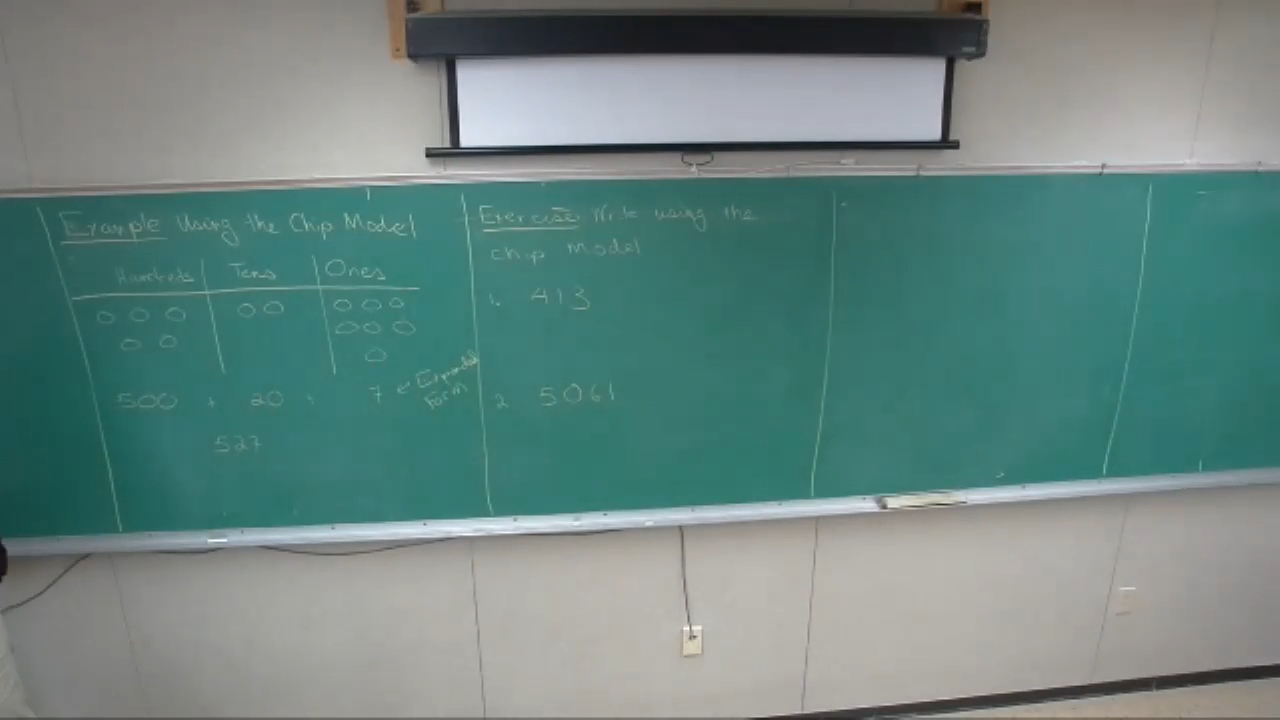 Example Using the Chip Model
Hundreds Tens Ones
500 + 20 + 7 ← Expanded
Form
527
Exercise Write using the
chip Model
1. 413
2. 5061